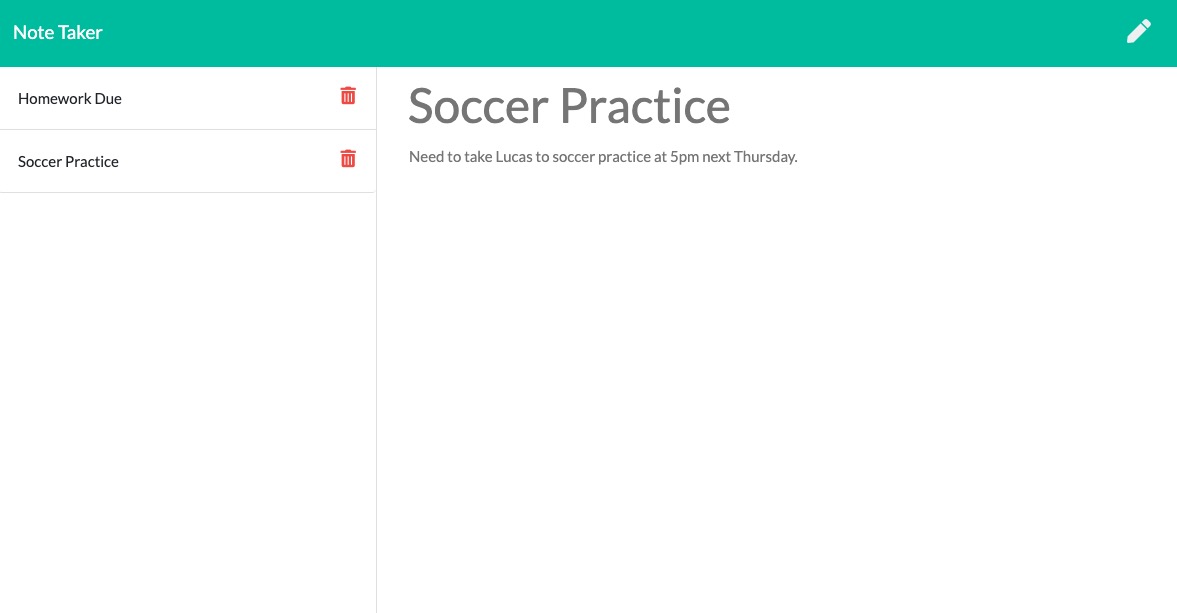 Note Taker
Homework Due
Soccer Practice
Soccer Practice
Need to take Lucas to soccer practice at 5pm next Thursday.